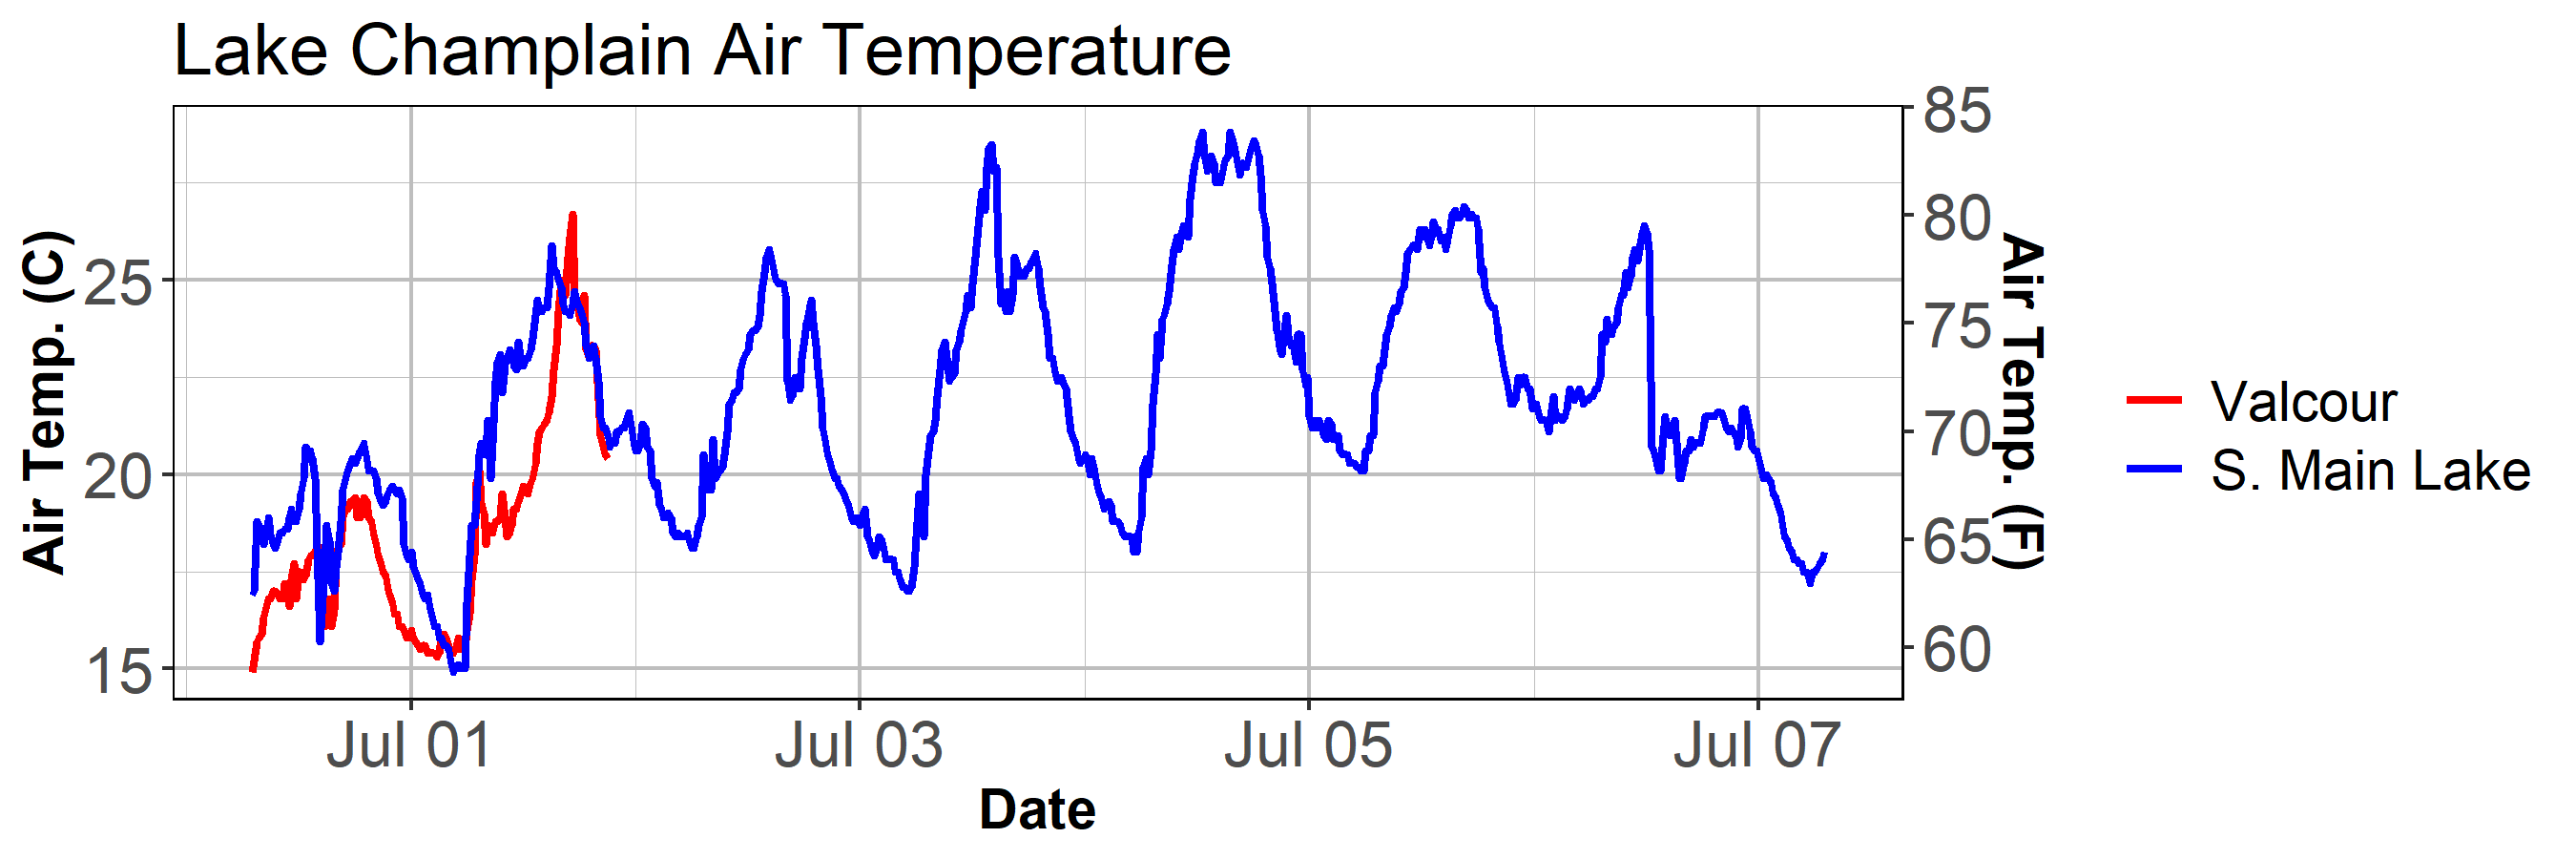 Lake Champlain Air Temperature
Air Temp. (C)
25
20
15
85
80
75
70
65
60
Air Temp. (F)
Jul 01
Jul 03
Jul 05
Jul 07
Date
Valcour
S. Main Lake